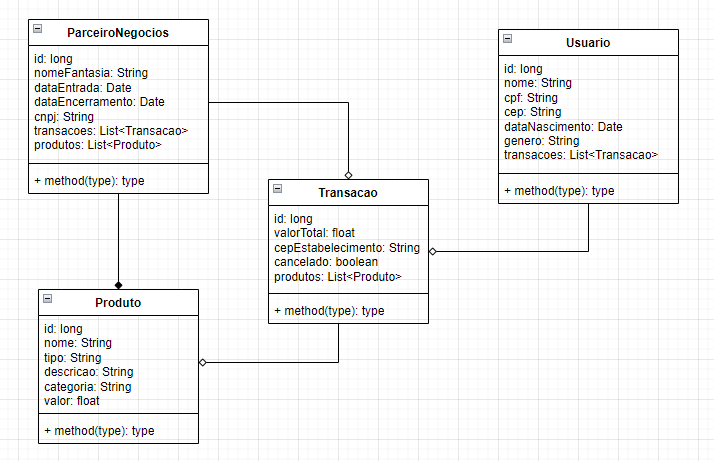 ParceiroNegocios
id: long
nomeFantasia: String
dataEntrada: Date
dataEncerramento: Date
cnpj: String
transacoes: List<Transacao>
produtos: List<Produto>
+ method(type): type
Usuario
id: long
nome: String
cpf: String
cep: String
dataNascimento: Date
genero: String
transacoes: List<Transacao>
+ method(type): type
Transacao
id: long
valorTotal: float
cepEstabelecimento: String
cancelado: boolean
produtos: List<Produto>
+ method(type): type
Produto
id: long
nome: String
tipo: String
descricao: String
categoria: String
valor: float
+ method(type): type